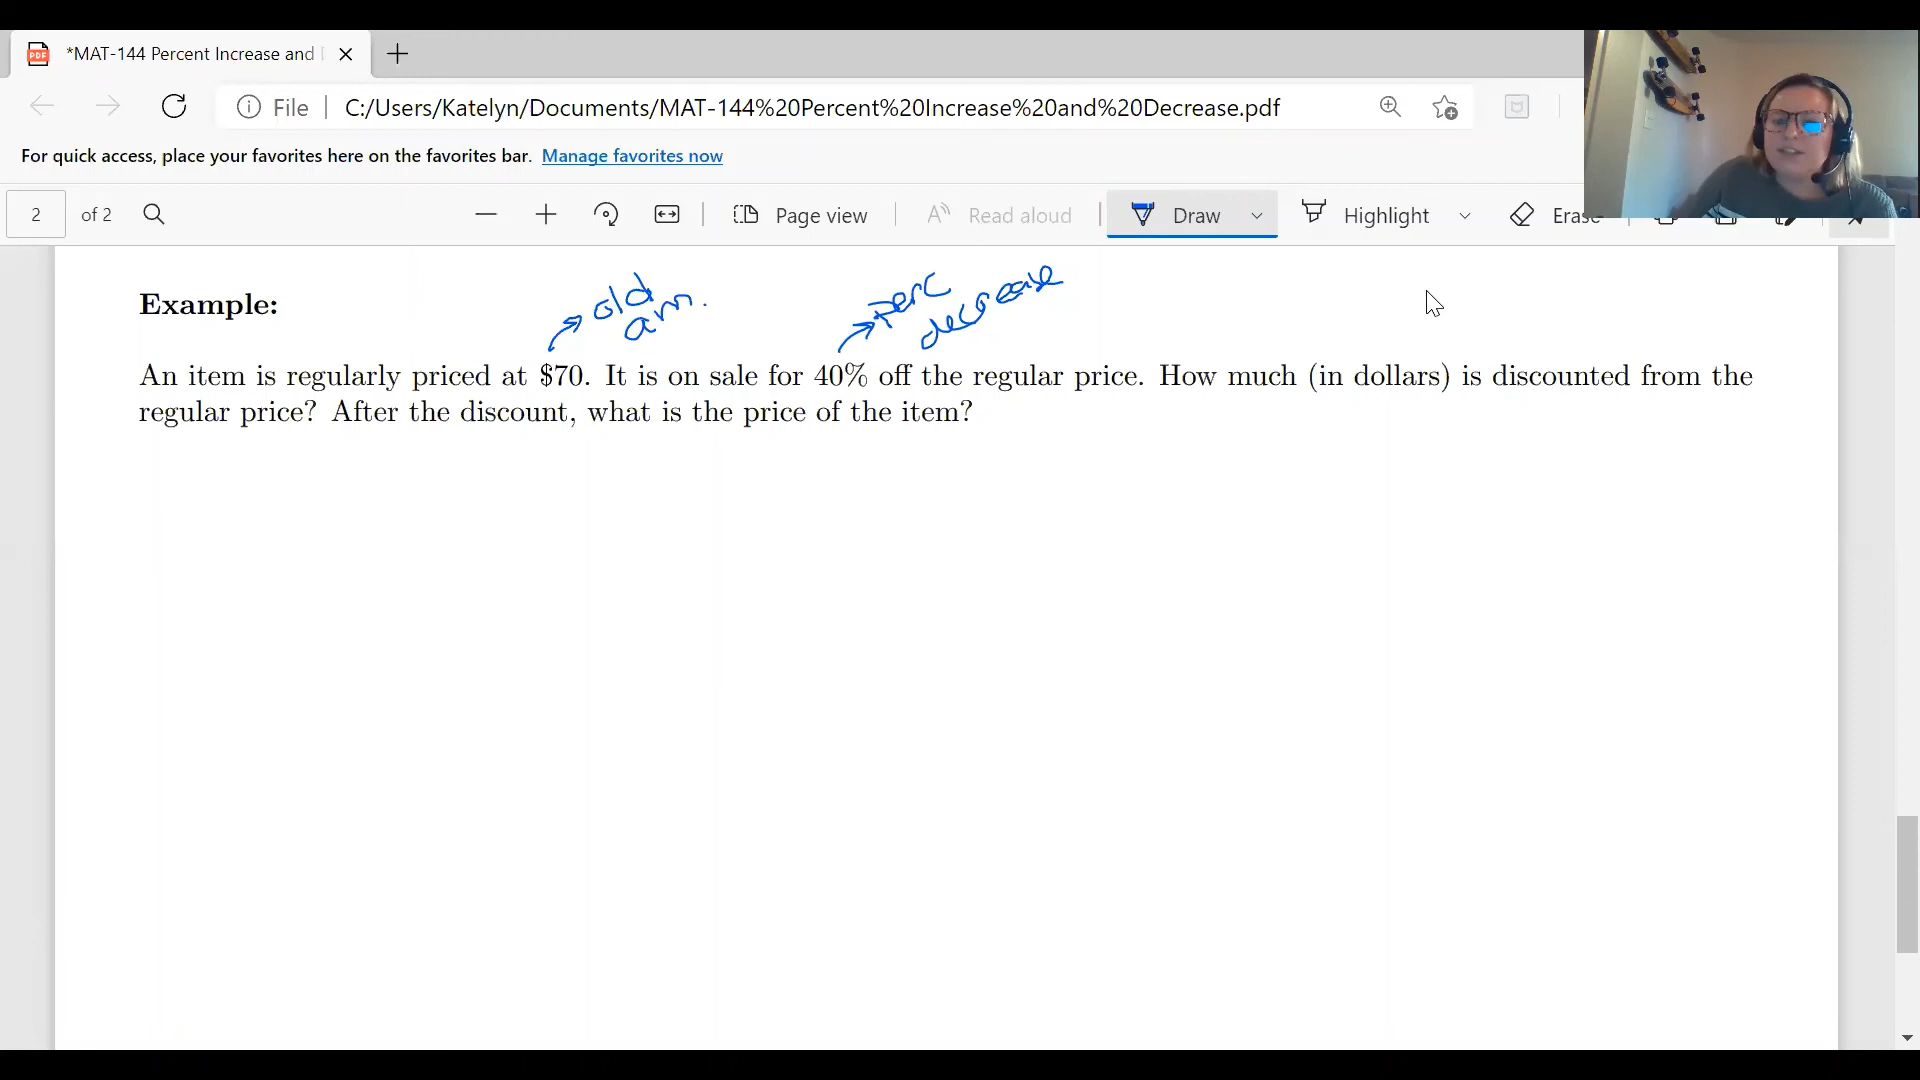 *MAT-144 Percent Increase and
File
C:/Users/Katelyn/Documents/MAT-144%20Percent%20Increase%20and%20Decrease.pdf
For quick access, place your favorites here on the favorites bar. Manage favorites now
2 of 2 Page view Read aloud Draw Highlight Erase
Example:
old
am.
Perc
decrease
An item is regularly priced at $70. It is on sale for 40% off the regular price. How much (in dollars) is discounted from the
regular price? After the discount, what is the price of the item?